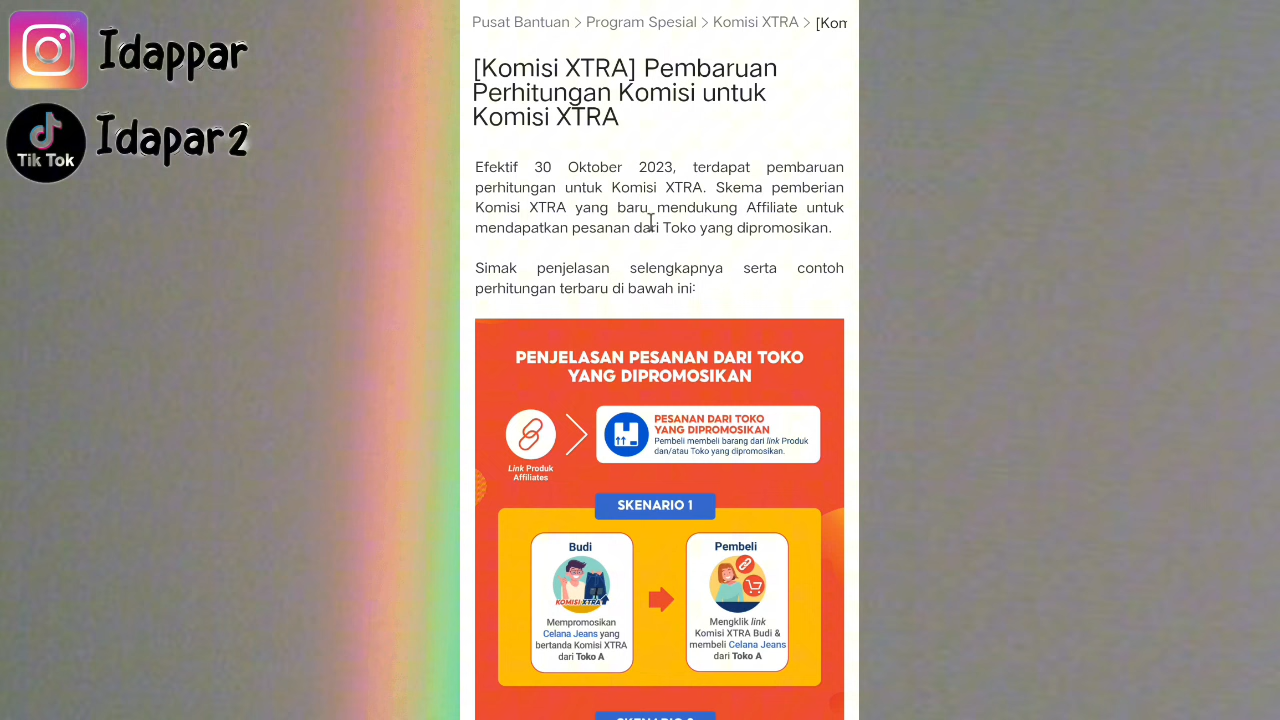 Idappar
Tik Tok
Idapar2
Pusat Bantuan > Program Spesial > Komisi XTRA > [Kom
[Komisi XTRA] Pembaruan
Perhitungan Komisi untuk
Komisi XTRA
Efektif 30 Oktober 2023, terdapat pembaruan
perhitungan untuk Komisi XTRA. Skema pemberian
Komisi XTRA yang baru mendukung Affiliate untuk
mendapatkan pesanan dari Toko yang dipromosikan.
Simak penjelasan selengkapnya serta contoh
perhitungan terbaru di bawah ini:
PENJELASAN PESANAN DARI TOKO
YANG DIPROMOSIKAN
Link Produk
Affiliates
PESANAN DARI TOKO
YANG DIPROMOSIKAN
Pembeli membeli barang dari link Produk
dan/atau Toko yang dipromosikan.
SKENARIO 1
Budi
KOMISI XTRA
Mempromosikan
Celana Jeans yang
bertanda Komisi XTRA
dari Toko A
Pembeli
Mengklik link
Komisi XTRA Budi &
membeli Celana Jeans
dari Toko A